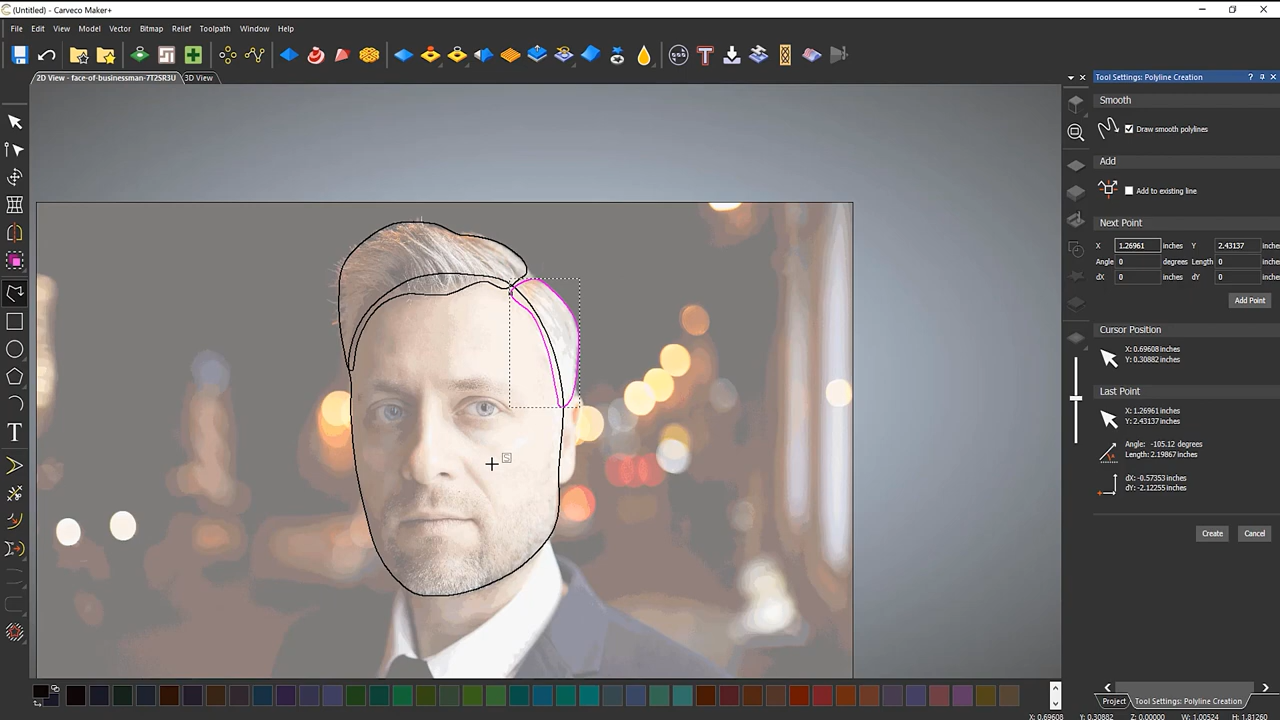 (Untitled) - Carveco Maker+
File Edit View Model Vector Bitmap Relief Toolpath Window Help
2D View - face-of-businessman-7T2SR3U 3D View
Tool Settings: Polyline Creation
Smooth
Draw smooth polylines
Add
Add to existing line
Next Point
X 1.26961 inches Y 2.43137 inche
Angle 0 degrees Length 0 inche
dX 0 inches dY 0 inche
Add Point
Cursor Position
X: 0.69608 inches
Y: 0.30882 inches
Last Point
X: 1.26961 inches
Y: 2.43137 inches
Angle: -105.12 degrees
Length: 2.19867 inches
dX: -0.57353 inches
dY: -2.12255 inches
Create Cancel
S
T
Project Tool Settings: Polyline Creation
X: 0.69608 Y: 0.30882 Z: 0.00000 W: 1.00524 H: 1.81260